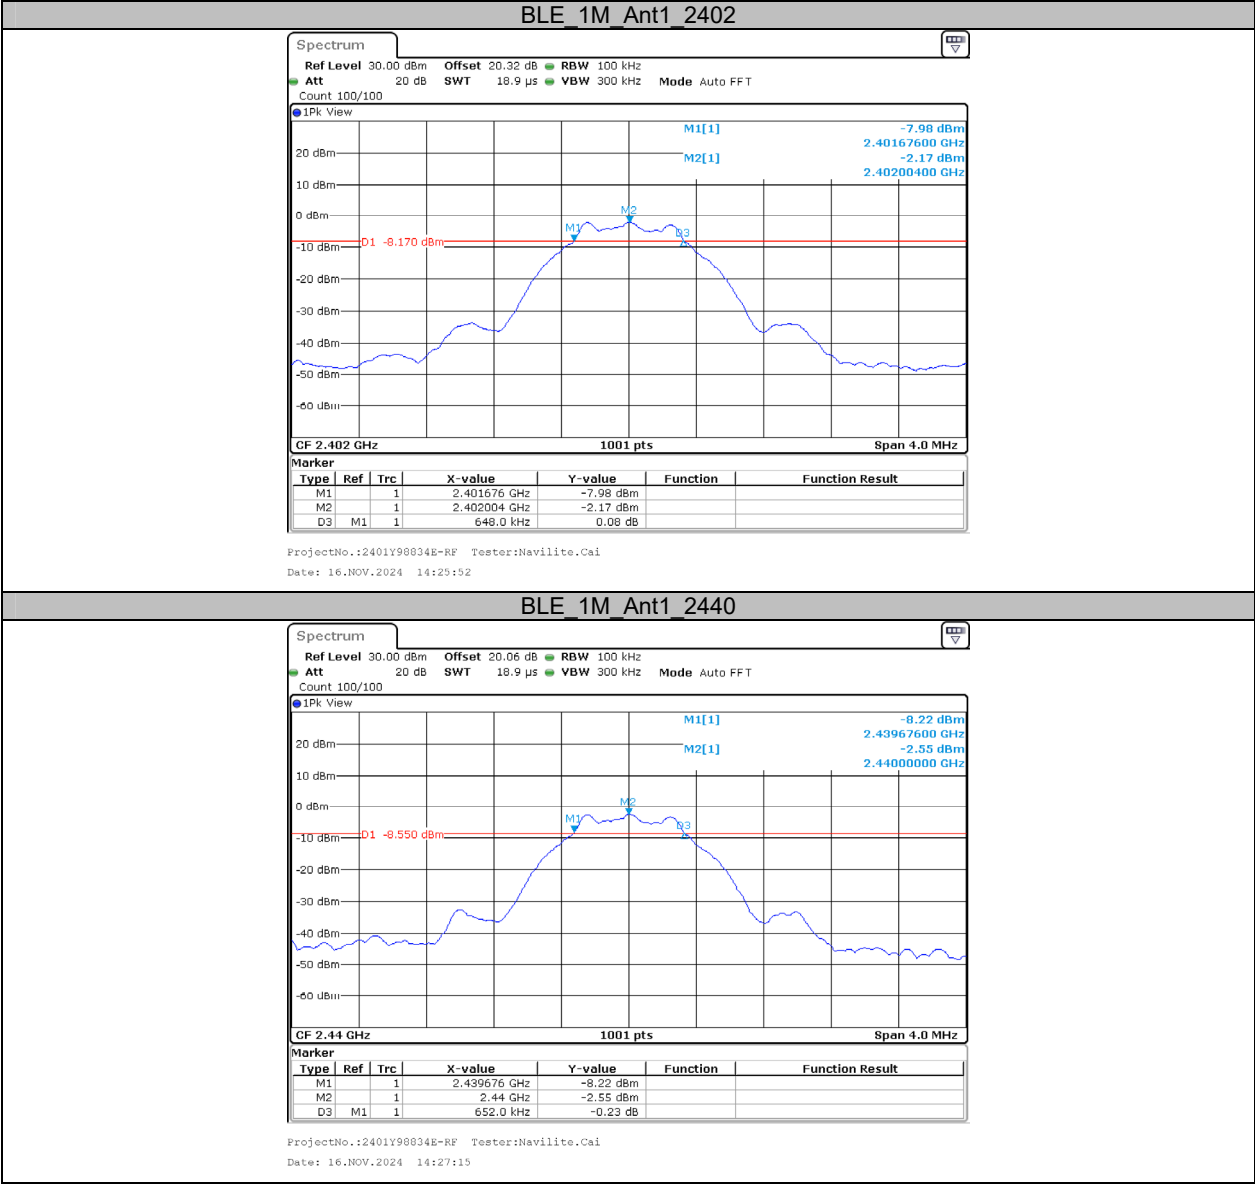 BLE_1M_Ant1_2402
Spectrum
Ref Level 30.00 dBm Offset 20.32 dB RBW 100 kHz
Att 20 dB SWT 18.9 µs VBW 300 kHz Mode Auto FFT
Count 100/100
1Pk View
M1[1] -7.98 dBm
2.40167600 GHz
M2[1] -2.17 dBm
2.40200400 GHz
20 dBm
10 dBm
0 dBm
M2
M1
D3
D1 -8.170 dBm
-10 dBm
-20 dBm
-30 dBm
-40 dBm
-50 dBm
-60 dBm
CF 2.402 GHz 1001 pts Span 4.0 MHz
Marker
Type Ref Trc X-value Y-value Function Function Result
M1 1 2.401676 GHz -7.98 dBm
M2 1 2.402004 GHz -2.17 dBm
D3 M1 1 648.0 kHz 0.08 dB
ProjectNo.:2401Y98834E-RF Tester:Navilite.Cai
Date: 16.NOV.2024 14:25:52
BLE_1M_Ant1_2440
Spectrum
Ref Level 30.00 dBm Offset 20.06 dB RBW 100 kHz
Att 20 dB SWT 18.9 µs VBW 300 kHz Mode Auto FFT
Count 100/100
1Pk View
M1[1] -8.22 dBm
2.43967600 GHz
M2[1] -2.55 dBm
2.44000000 GHz
20 dBm
10 dBm
0 dBm
M2
M1
D3
D1 -8.550 dBm
-10 dBm
-20 dBm
-30 dBm
-40 dBm
-50 dBm
-60 dBm
CF 2.44 GHz 1001 pts Span 4.0 MHz
Marker
Type Ref Trc X-value Y-value Function Function Result
M1 1 2.439676 GHz -8.22 dBm
M2 1 2.44 GHz -2.55 dBm
D3 M1 1 652.0 kHz -0.23 dB
ProjectNo.:2401Y98834E-RF Tester:Navilite.Cai
Date: 16.NOV.2024 14:27:15